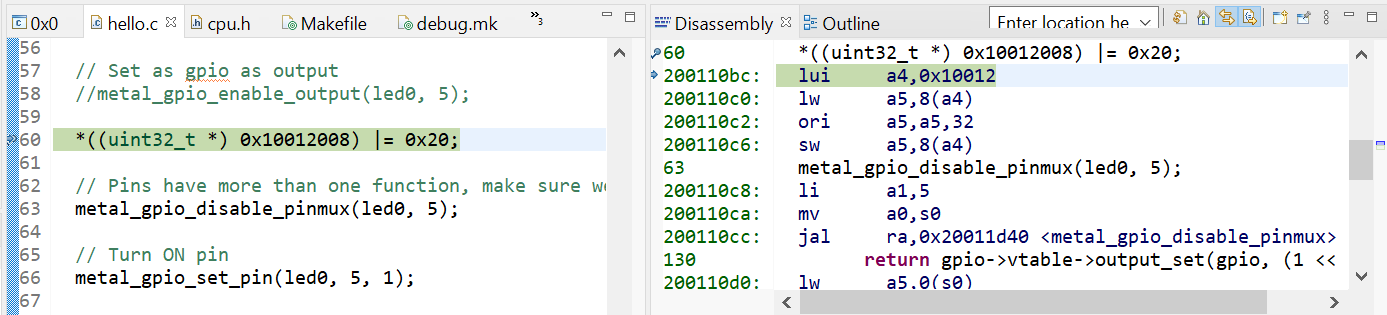 0x0 hello.c cpu.h Makefile debug.mk »3
56
57 // Set as gpio as output
58 //metal_gpio_enable_output(led0, 5);
59
60 *((uint32_t *) 0x10012008) |= 0x20;
61
62 // Pins have more than one function, make sure we
63 metal_gpio_disable_pinmux(led0, 5);
64
65 // Turn ON pin
66 metal_gpio_set_pin(led0, 5, 1);
67
Disassembly Outline Enter location he
60 *((uint32_t *) 0x10012008) |= 0x20;
200110bc: lui a4,0x10012
200110c0: lw a5,8(a4)
200110c2: ori a5,a5,32
200110c6: sw a5,8(a4)
63 metal_gpio_disable_pinmux(led0, 5);
200110c8: li a1,5
200110ca: mv a0,s0
200110cc: jal ra,0x20011d40 <metal_gpio_disable_pinmux>
130 return gpio->vtable->output_set(gpio, (1 <<
200110d0: lw a5,0(s0)